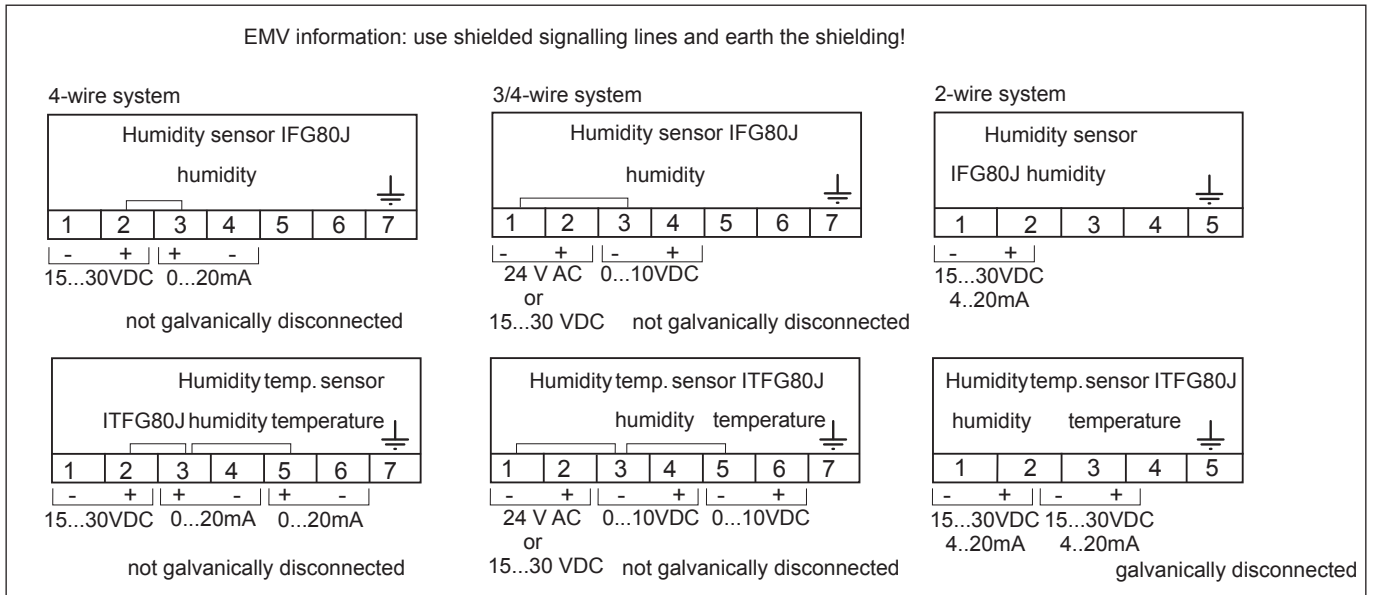 EMV information: use shielded signalling lines and earth the shielding!
4-wire system
Humidity sensor IFG80J
humidity
1 2 3 4 5 6 7
- + + -
15...30VDC 0...20mA
not galvanically disconnected
3/4-wire system
Humidity sensor IFG80J
humidity
1 2 3 4 5 6 7
- + - +
24 V AC 0...10VDC
or
15...30 VDC not galvanically disconnected
2-wire system
Humidity sensor
IFG80J humidity
1 2 3 4 5
- +
15...30VDC
4..20mA
Humidity temp. sensor
ITFG80J humidity temperature
1 2 3 4 5 6 7
- + + - + -
15...30VDC 0...20mA 0...20mA
not galvanically disconnected
Humidity temp. sensor ITFG80J
humidity temperature
1 2 3 4 5 6 7
- + - + - +
24 V AC 0...10VDC 0...10VDC
or
15...30 VDC not galvanically disconnected
Humidity temp. sensor ITFG80J
humidity temperature
1 2 3 4 5
- + - +
15...30VDC 15...30VDC
4..20mA 4..20mA
galvanically disconnected